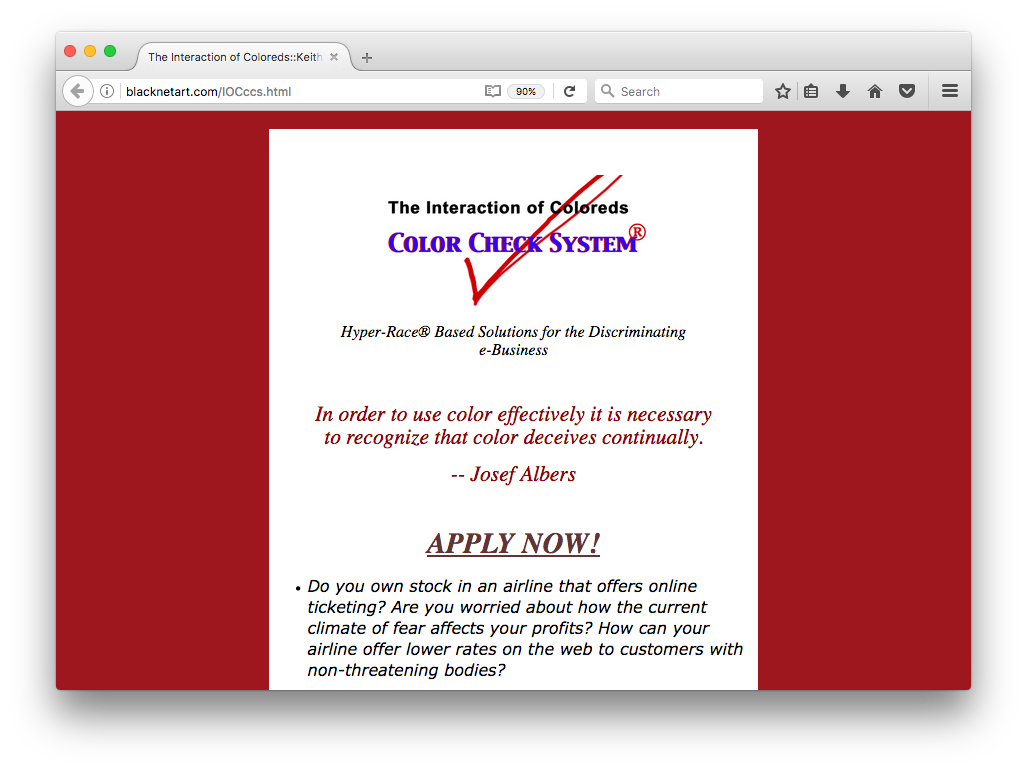 The Interaction of Coloreds::Keith
blacknetart.com/IOCccs.html
90%
Search
The Interaction of Coloreds
COLOR CHECK SYSTEM®
Hyper-Race® Based Solutions for the Discriminating
e-Business
In order to use color effectively it is necessary
to recognize that color deceives continually.
-- Josef Albers
APPLY NOW!
• Do you own stock in an airline that offers online
ticketing? Are you worried about how the current
climate of fear affects your profits? How can your
airline offer lower rates on the web to customers with
non-threatening bodies?